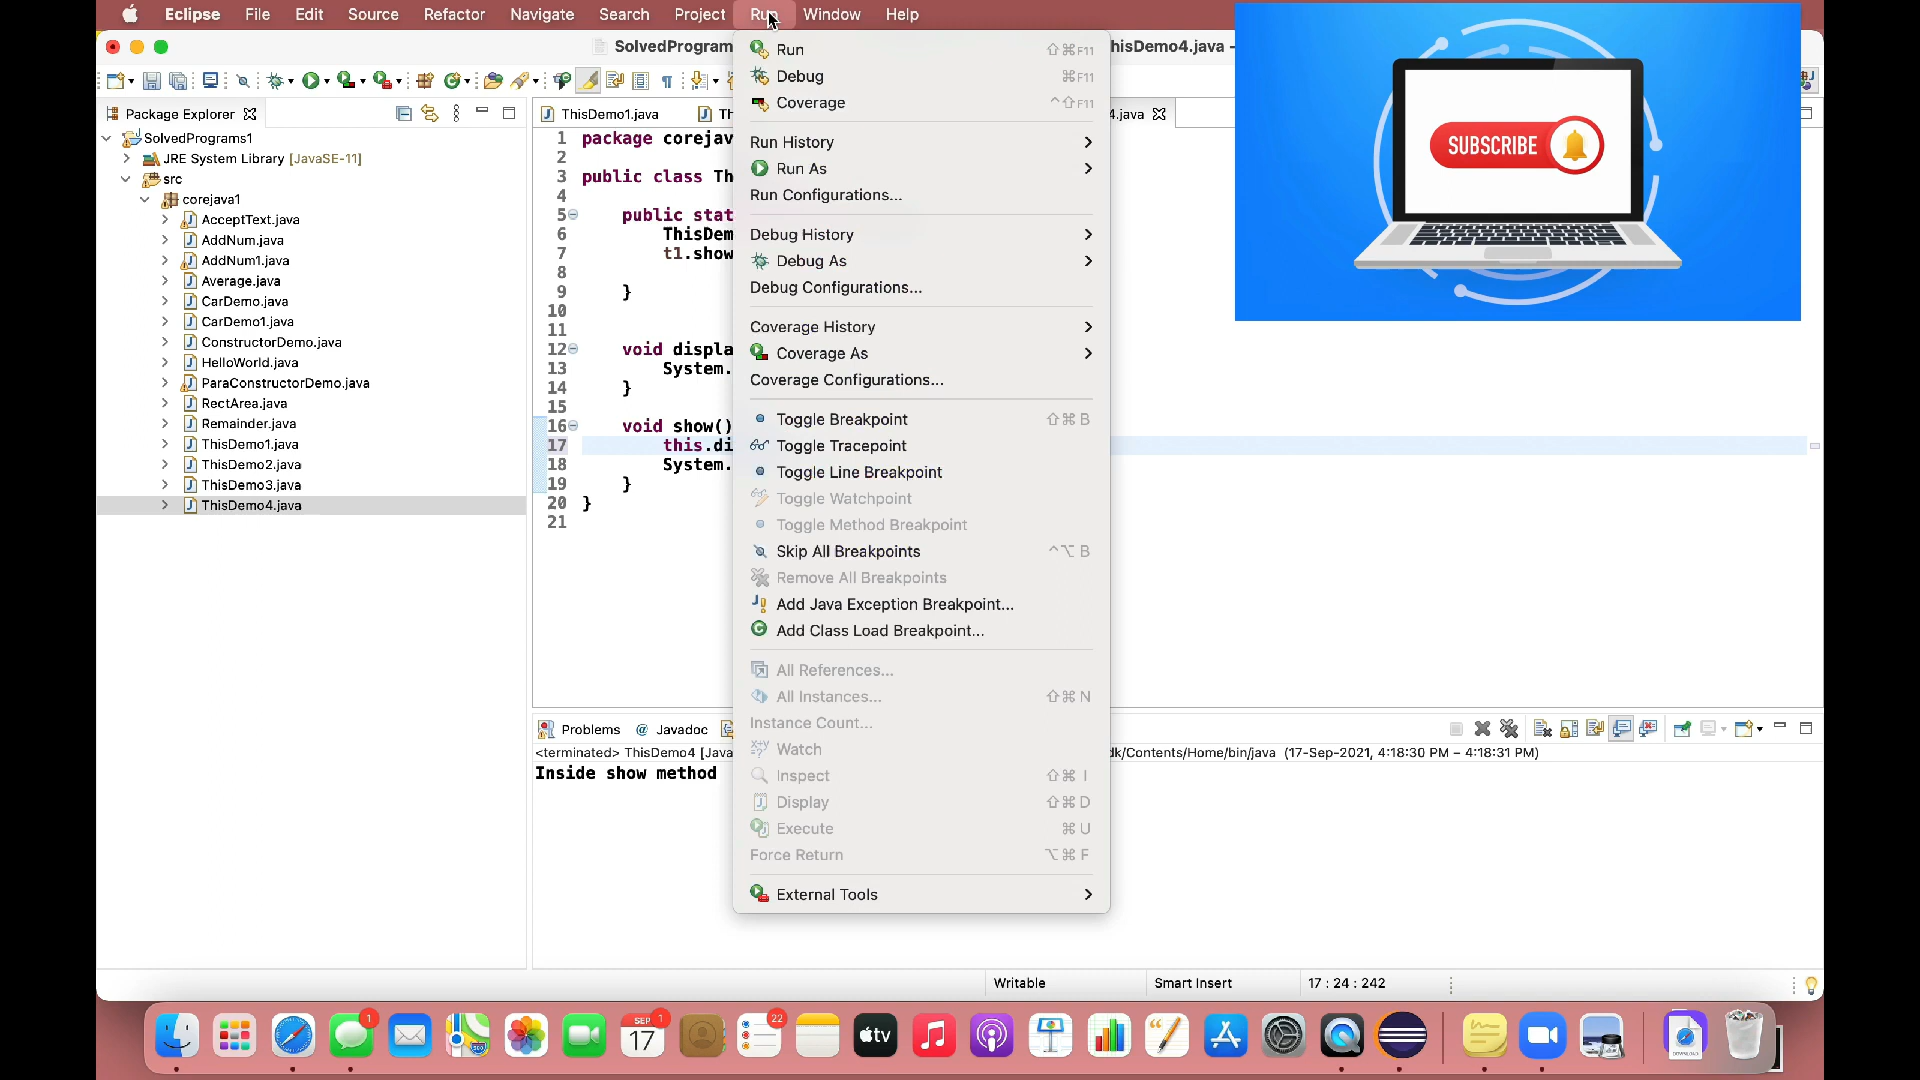 Eclipse File Edit Source Refactor Navigate Search Project Run Window Help
SolvedProgram
hisDemo4.java –
Package Explorer
SolvedPrograms1
JRE System Library [JavaSE-11]
src
corejava1
AcceptText.java
AddNum.java
AddNum1.java
Average.java
CarDemo.java
CarDemo1.java
ConstructorDemo.java
HelloWorld.java
ParaConstructorDemo.java
RectArea.java
Remainder.java
ThisDemo1.java
ThisDemo2.java
ThisDemo3.java
ThisDemo4.java
ThisDemo1.java
Th
4.java
1 package corejav
2
3 public class Th
4
5 public stat
6 ThisDem
7 t1.show
8
9 }
10
11
12 void displa
13 System.
14 }
15
16 void show()
17 this.di
18 System.
19 }
20 }
21
Run ⇧⌘F11
Debug ⌘F11
Coverage ^⇧F11
Run History
Run As
Run Configurations...
Debug History
Debug As
Debug Configurations...
Coverage History
Coverage As
Coverage Configurations...
Toggle Breakpoint ⇧⌘B
Toggle Tracepoint
Toggle Line Breakpoint
Toggle Watchpoint
Toggle Method Breakpoint
Skip All Breakpoints ^⌥B
Remove All Breakpoints
Add Java Exception Breakpoint...
Add Class Load Breakpoint...
All References...
All Instances... ⇧⌘N
Instance Count...
Watch
Inspect ⇧⌘I
Display ⇧⌘D
Execute ⌘U
Force Return ⌥⌘F
External Tools
SUBSCRIBE
Problems @ Javadoc
<terminated> ThisDemo4 [Java
dk/Contents/Home/bin/java (17-Sep-2021, 4:18:30 PM – 4:18:31 PM)
Inside show method
Writable Smart Insert 17 : 24 : 242
1
SEP 1
17
22
tv